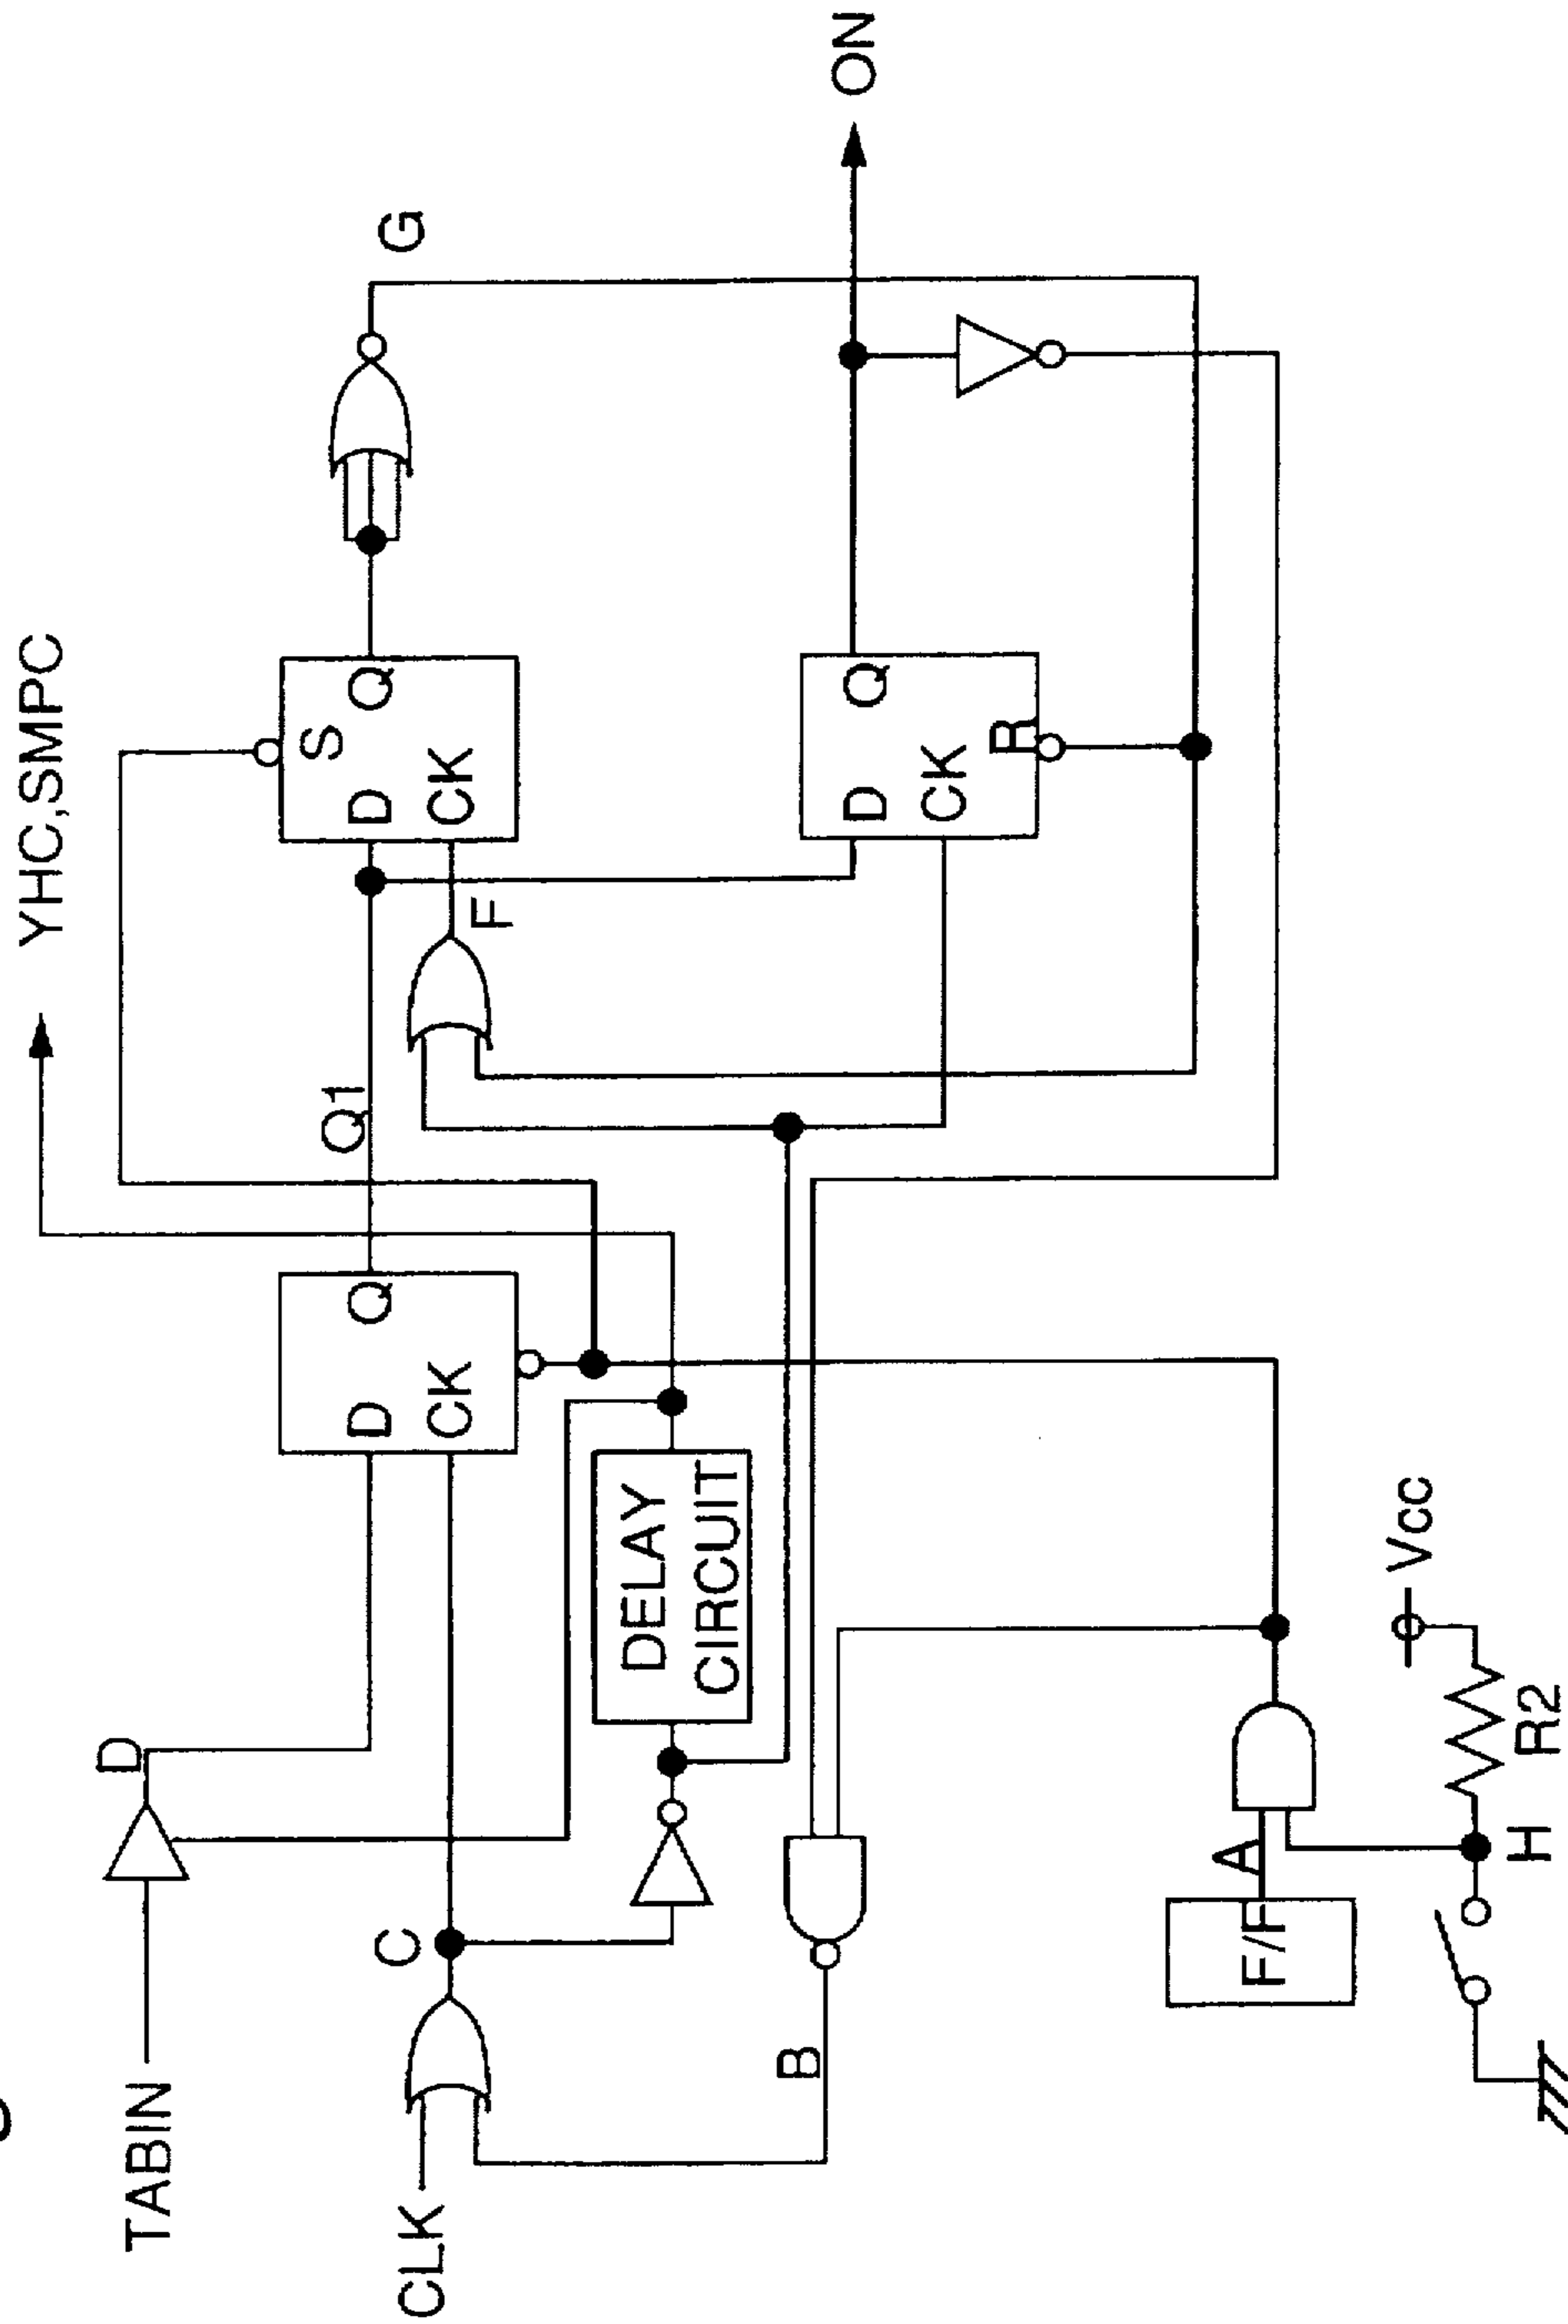 YHC,SMPC
TABIN
D
D
Q
Q1
S
D
Q
G
CLK
C
CK
F
CK
DELAY
CIRCUIT
B
D
Q
ON
CK
R
F/F
A
H
R2
Vcc